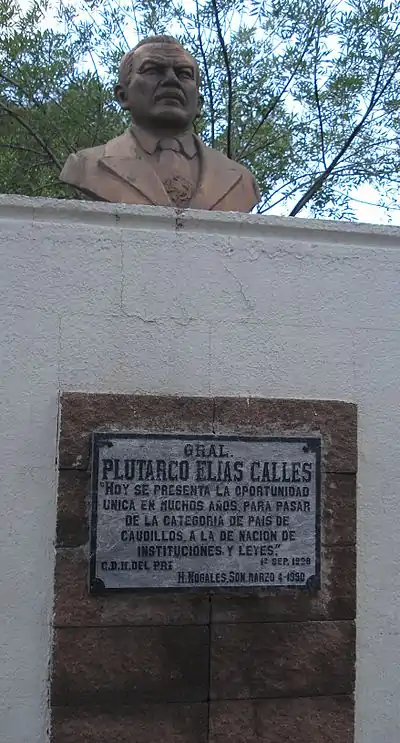 GRAL.
PLUTARCO ELIAS CALLES
"HOY SE PRESENTA LA OPORTUNIDAD
UNICA EN MUCHOS AÑOS, PARA PASAR
DE LA CATEGORIA DE PAIS DE
CAUDILLOS, A LA DE NACION DE
INSTITUCIONES, Y LEYES".
1º SEP. 1928
C.D.M. DEL PRI
H. NOGALES, SON. MARZO 4-1990